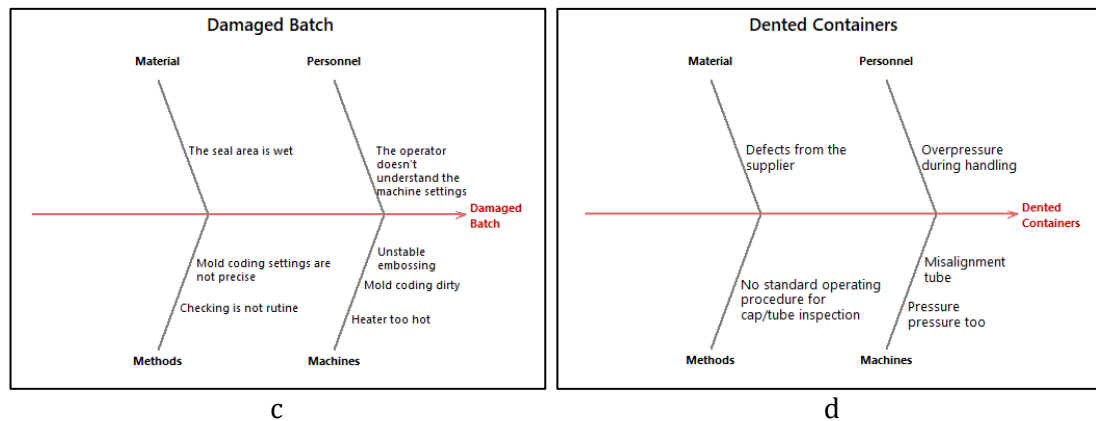 Damaged Batch
Material
Personnel
The seal area is wet
The operator
doesn't
understand the
machine settings
Damaged
Batch
Mold coding settings are
not precise
Checking is not rutine
Unstable
embossing
Mold coding dirty
Heater too hot
Methods
Machines
c
Dented Containers
Material
Personnel
Defects from the
supplier
Overpressure
during handling
Dented
Containers
No standard operating
procedure for
cap/tube inspection
Misalignment
tube
Pressure
pressure too
Methods
Machines
d